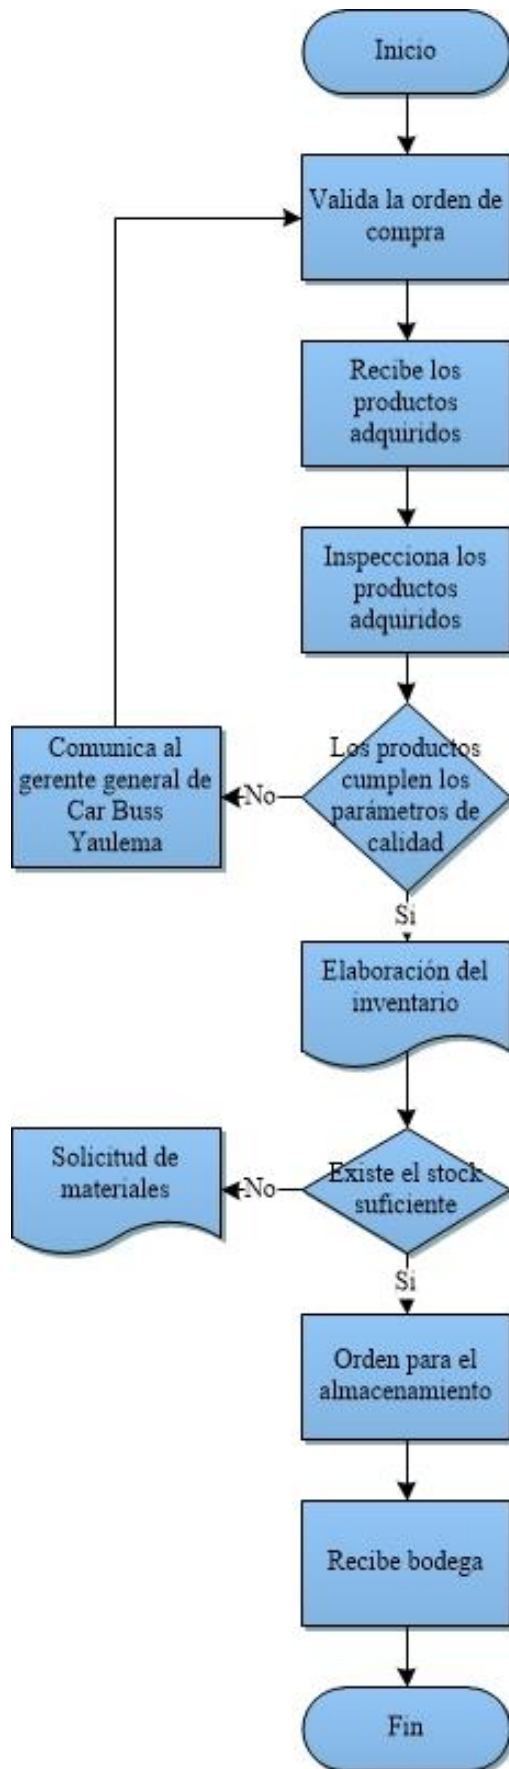 Inicio
Valida la orden de
compra
Recibe los
productos
adquiridos
Inspecciona los
productos
adquiridos
Los productos
cumplen los
parámetros de
calidad
No
Comunica al
gerente general de
Car Buss
Yaulema
Si
Elaboración del
inventario
Existe el stock
suficiente
No
Solicitud de
materiales
Si
Orden para el
almacenamiento
Recibe bodega
Fin